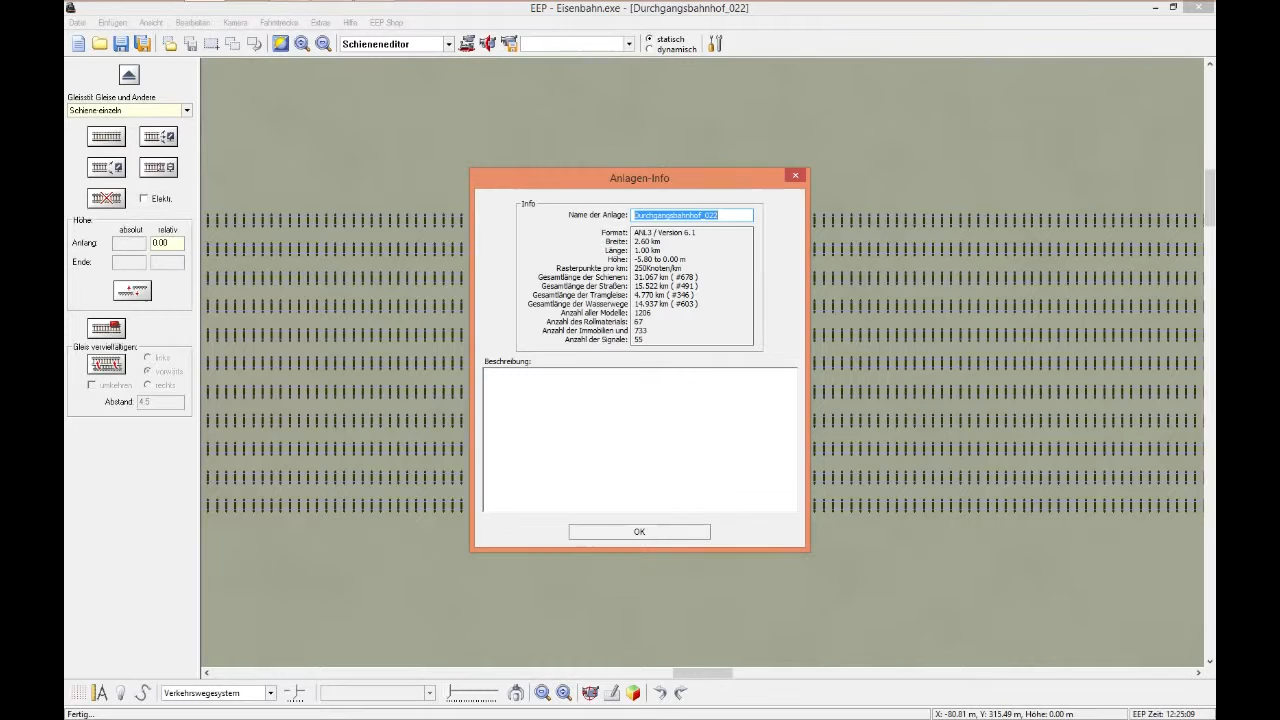 EEP - Eisenbahn.exe - [Durchgangsbahnhof_022]
Datei Einfügen Ansicht Bearbeiten Kamera Fahrstrecke Extras Hilfe EEP Shop
Schieneneditor
statisch
dynamisch
Gleisstil Gleise und Andere
Schiene-einzeln
Elektr.
Höhe:
absolut relativ
Anfang: 0.00
Ende:
Gleis vervielfältigen:
links
vorwärts
umkehren rechts
Abstand: 4.5
Anlagen-Info
Info
Name der Anlage: Durchgangsbahnhof_022
Format: ANL3 / Version 6.1
Breite: 2.60 km
Länge: 1.00 km
Höhe: -5.80 to 0.00 m
Rasterpunkte pro km: 250Knoten/km
Gesamtlänge der Schienen: 31.067 km ( #678 )
Gesamtlänge der Straßen: 15.522 km ( #491 )
Gesamtlänge der Tramgleise: 4.770 km ( #346 )
Gesamtlänge der Wasserwege 14.937 km ( #603 )
Anzahl aller Modelle: 1206
Anzahl des Rollmaterials: 67
Anzahl der Immobilien und 733
Anzahl der Signale: 55
Beschreibung:
OK
Verkehrswegesystem
Fertig...
X: -80.81 m, Y: 315.49 m, Höhe: 0.00 m
EEP Zeit: 12:25:09